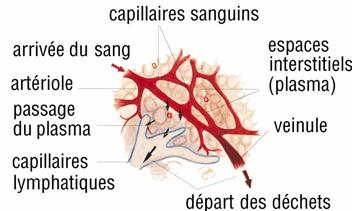 capillaires sanguins
arrivée du sang
artériole
passage
du plasma
capillaires
lymphatiques
espaces
interstitiels
(plasma)
veinule
départ des déchets